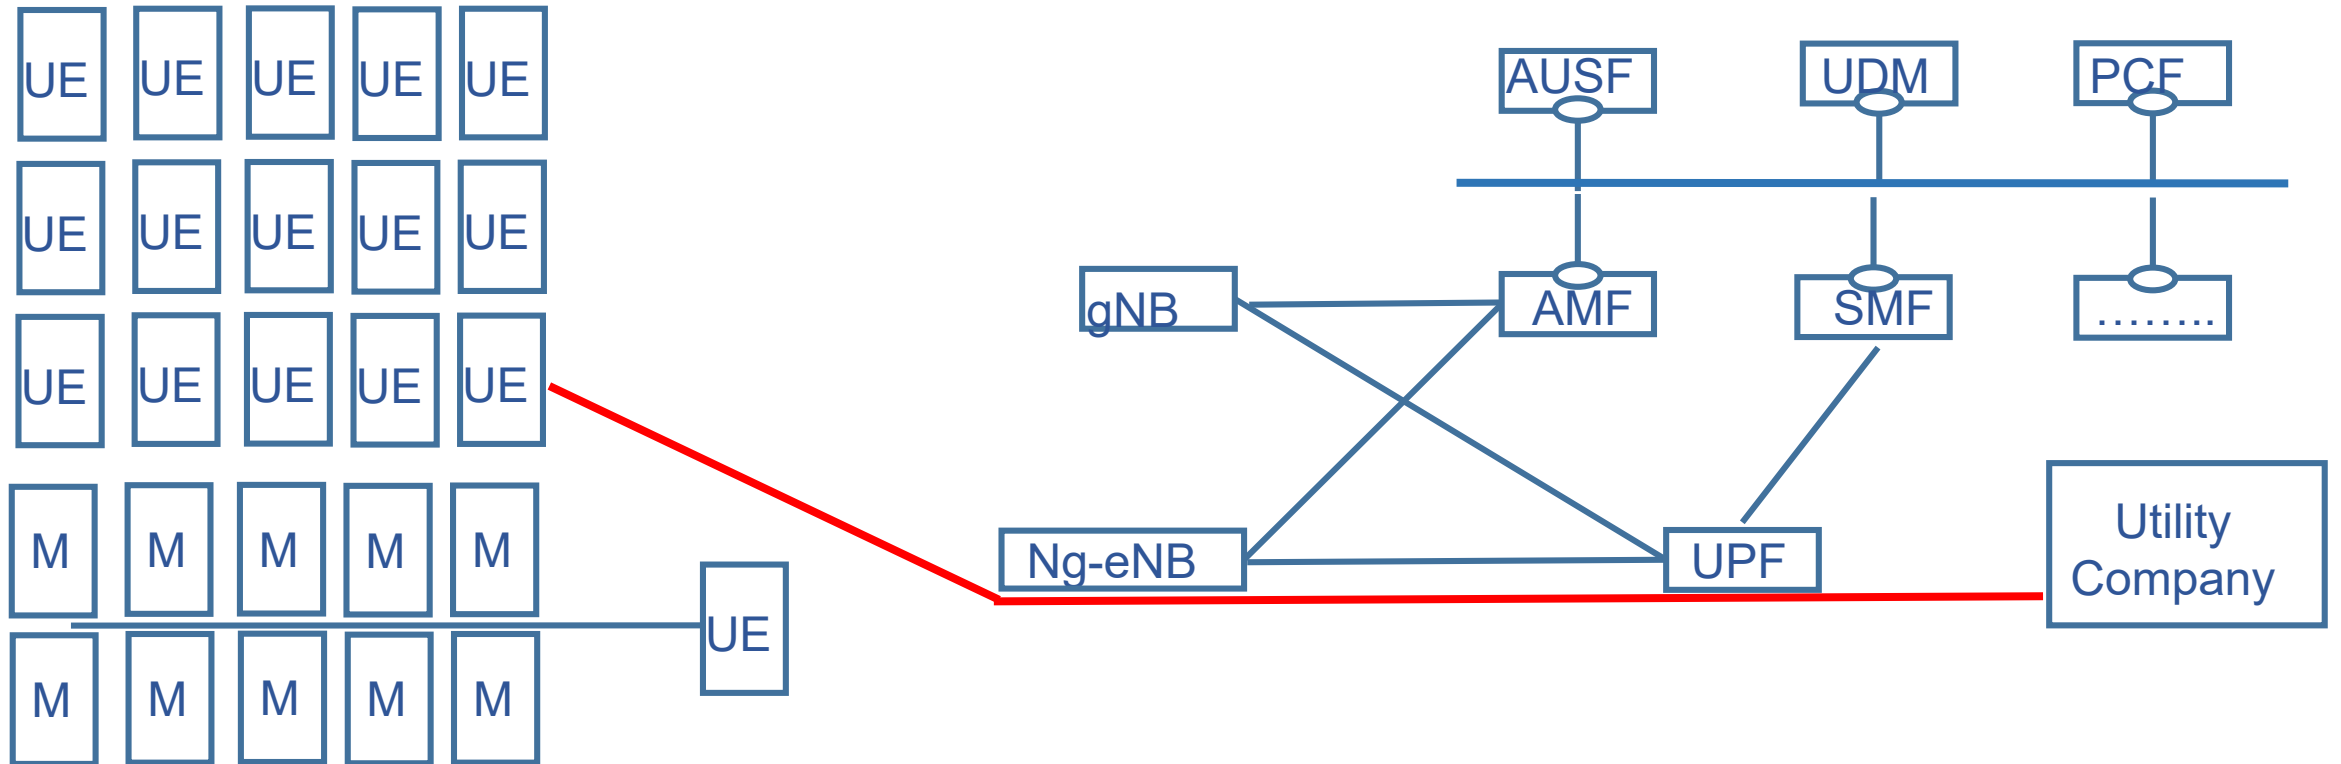 UE UE UE UE UE
UE UE UE UE UE
UE UE UE UE UE
M M M M M
M M M M M
UE
AUSF UDM PCF
gNB AMF SMF ........
Ng-eNB UPF
Utility
Company